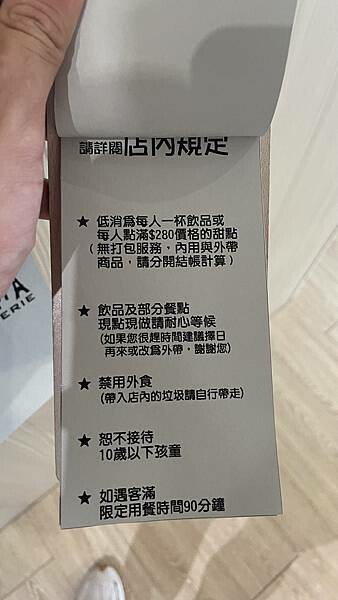 請詳閱店內規定
★ 低消為每人一杯飲品或
每人點滿$280價格的甜點
(無打包服務,內用與外帶
商品,請分開結帳計算)
★ 飲品及部分餐點
現點現做請耐心等候
(如果您很趕時間建議擇日
再來或改為外帶,謝謝您)
★ 禁用外食
(帶入店內的垃圾請自行帶走)
★ 恕不接待
10歲以下孩童
★ 如遇客滿
限定用餐時間90分鐘
ERIE